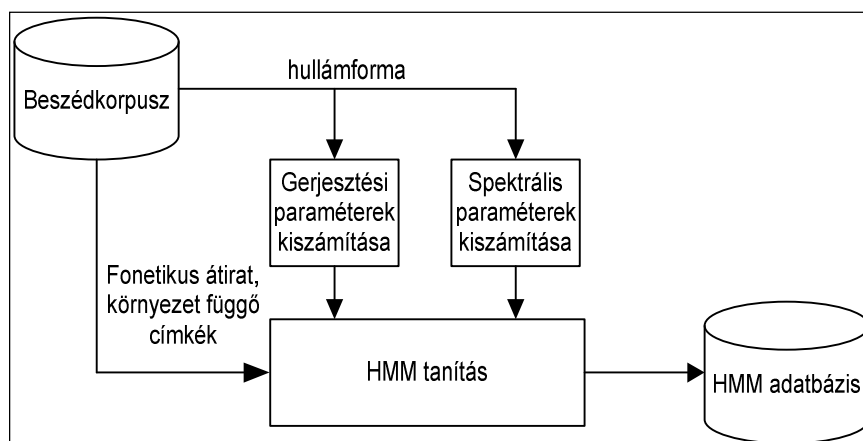 Beszédkorpusz
hullámforma
Gerjesztési
paraméterek
kiszámítása
Spektrális
paraméterek
kiszámítása
Fonetikus átirat,
környezet függő
címkék
HMM tanítás
HMM adatbázis